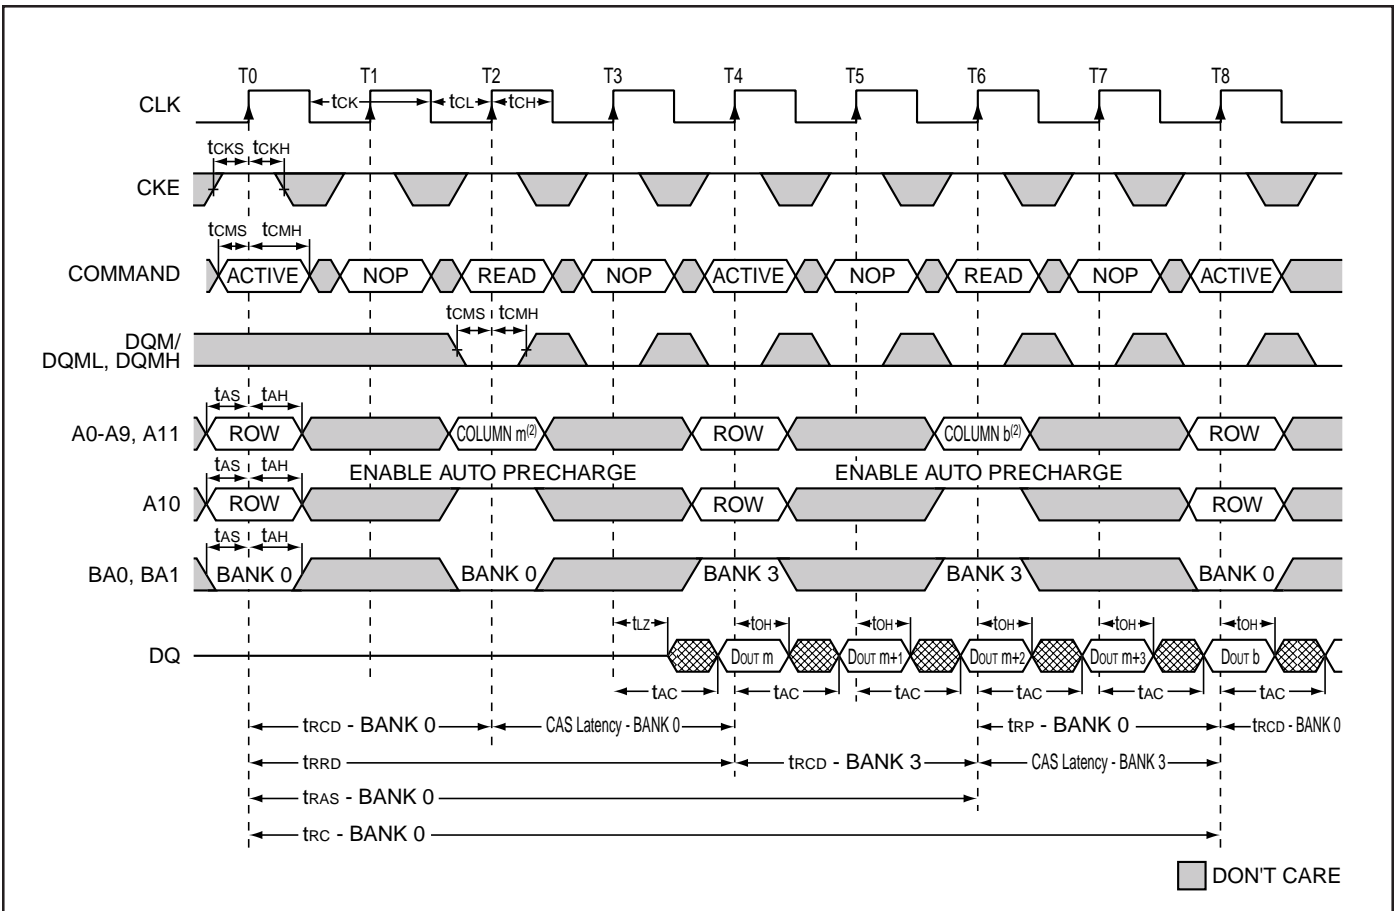 T0 T1 T2 T3 T4 T5 T6 T7 T8
CLK tCK tCL tCH
tCKS tCKH
CKE
tCMS tCMH
COMMAND ACTIVE NOP READ NOP ACTIVE NOP READ NOP ACTIVE
tCMS tCMH
DQM/
DQML, DQMH
tAS tAH
A0-A9, A11 ROW COLUMN m(2) ROW COLUMN b(2) ROW
tAS tAH ENABLE AUTO PRECHARGE ENABLE AUTO PRECHARGE
A10 ROW ROW ROW
tAS tAH
BA0, BA1 BANK 0 BANK 0 BANK 3 BANK 3 BANK 0
tLZ tOH tOH tOH tOH tOH
DQ DOUT m DOUT m+1 DOUT m+2 DOUT m+3 DOUT b
tAC tAC tAC tAC tAC tAC
tRCD - BANK 0 CAS Latency - BANK 0 tRP - BANK 0 tRCD - BANK 0
tRRD tRCD - BANK 3 CAS Latency - BANK 3
tRAS - BANK 0
tRC - BANK 0
DON'T CARE